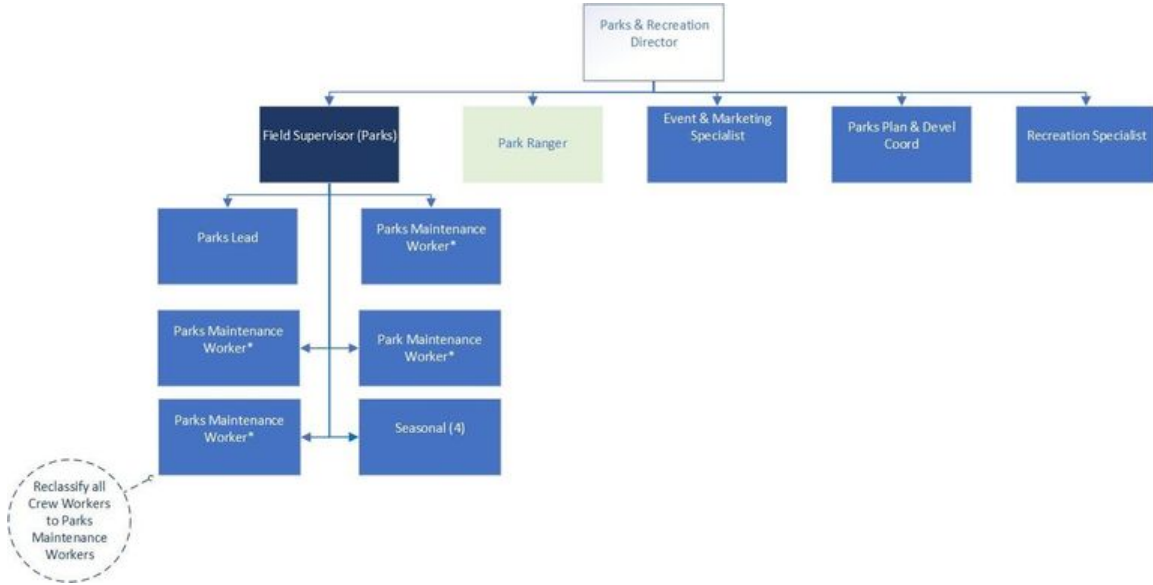 Parks & Recreation
Director
Field Supervisor (Parks)
Park Ranger
Event & Marketing
Specialist
Parks Plan & Devel
Coord
Recreation Specialist
Parks Lead
Parks Maintenance
Worker*
Parks Maintenance
Worker*
Park Maintenance
Worker*
Parks Maintenance
Worker*
Seasonal (4)
Reclassify all
Crew Workers
to Parks
Maintenance
Workers